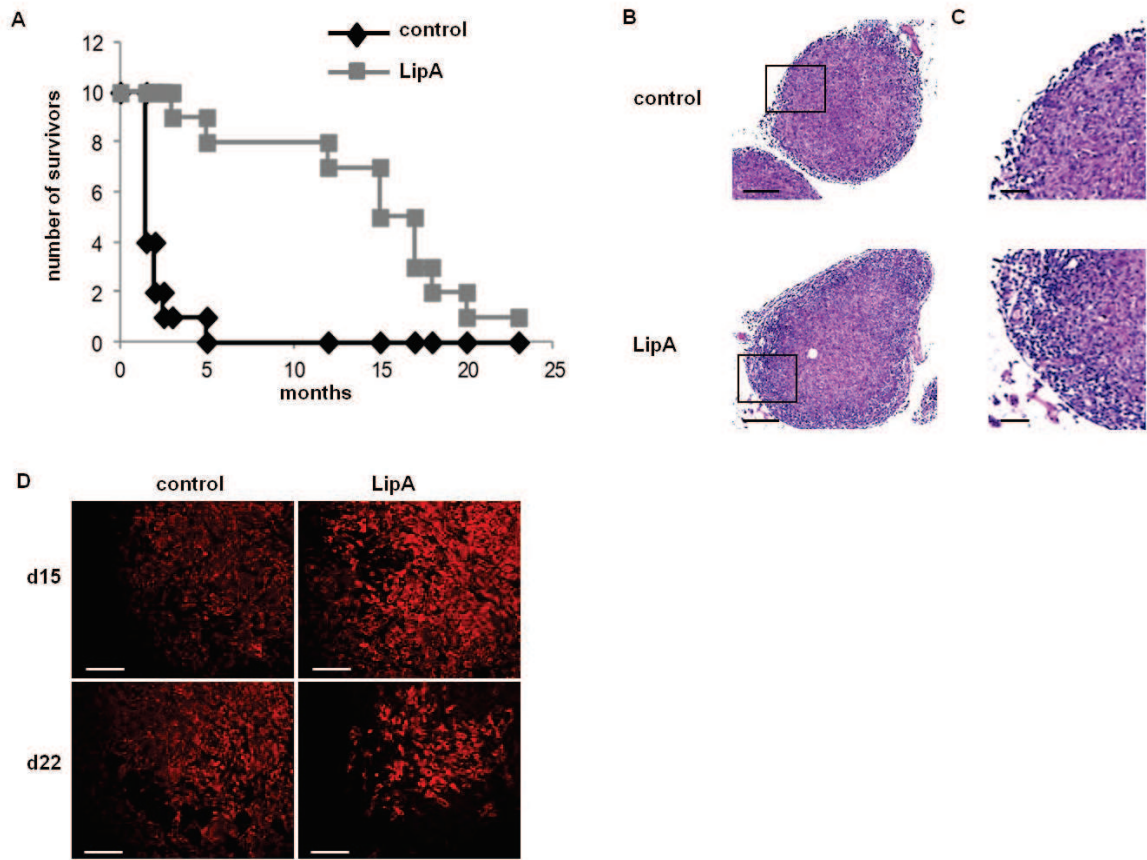 A
control
LipA
12
10
8
6
4
2
0
number of survivors
0 5 10 15 20 25
months
B
C
control
LipA
D
control LipA
d15
d22